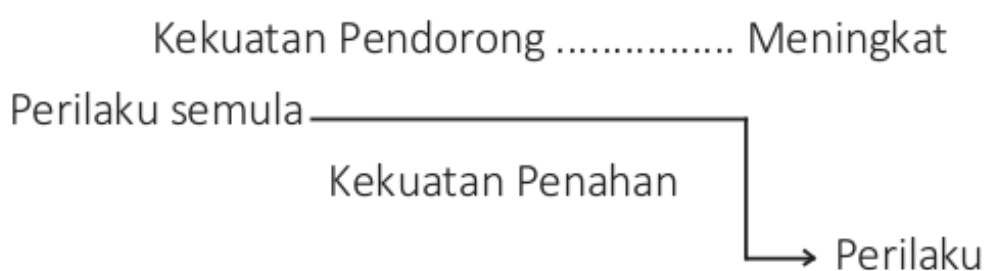 Kekuatan Pendorong ................ Meningkat
Perilaku semula
Kekuatan Penahan
Perilaku